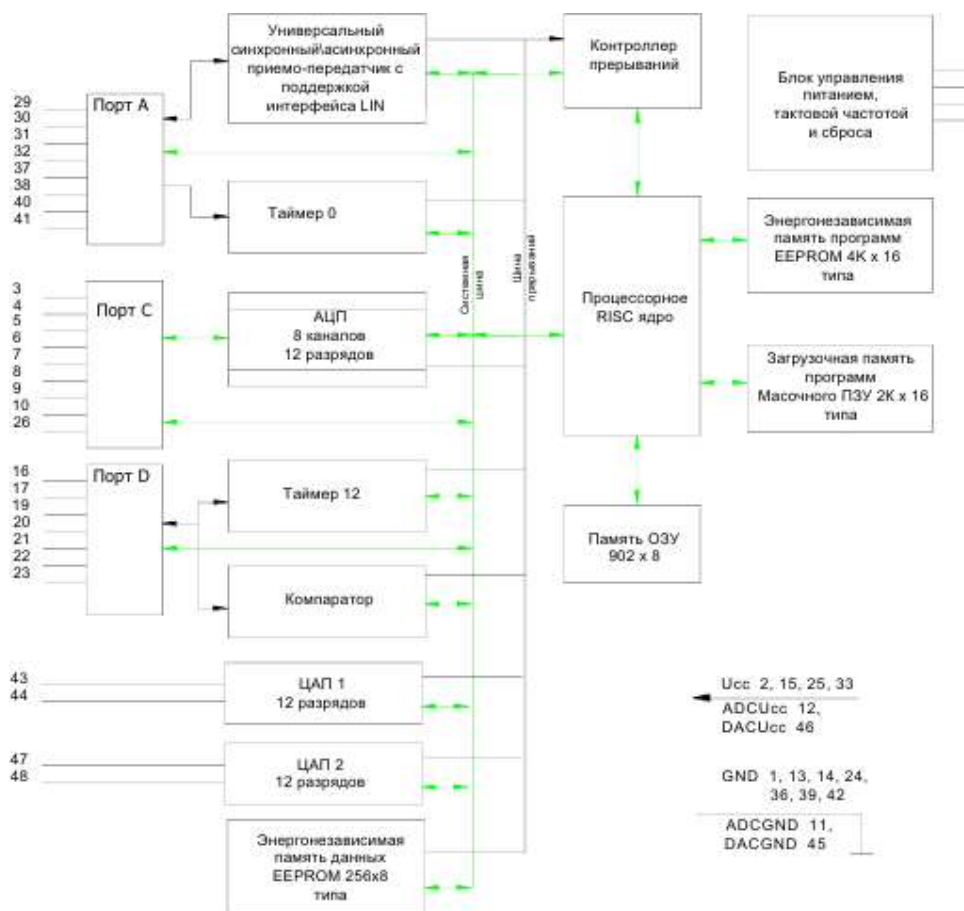 Универсальный
синхронный\асинхронный
приемо-передатчик с
поддержкой
интерфейса LIN
Контроллер
прерываний
Блок управления
питанием,
тактовой частотой
и сброса
Порт A
29
30
31
32
37
38
40
41
Таймер 0
Системная
шина
Шина
прерываний
Процессорное
RISC ядро
Энергонезависимая
память программ
EEPROM 4K x 16
типа
Порт C
3
4
5
6
7
8
9
10
26
АЦП
8 каналов
12 разрядов
Загрузочная память
программ
Масочного ПЗУ 2К х 16
типа
Порт D
16
17
19
20
21
22
23
Таймер 12
Память ОЗУ
902 x 8
Компаратор
43
44
ЦАП 1
12 разрядов
47
48
ЦАП 2
12 разрядов
Энергонезависимая
память данных
EEPROM 256x8
типа
Ucc 2, 15, 25, 33
ADCUcc 12,
DACUcc 46
GND 1, 13, 14, 24,
36, 39, 42
ADCGND 11,
DACGND 45